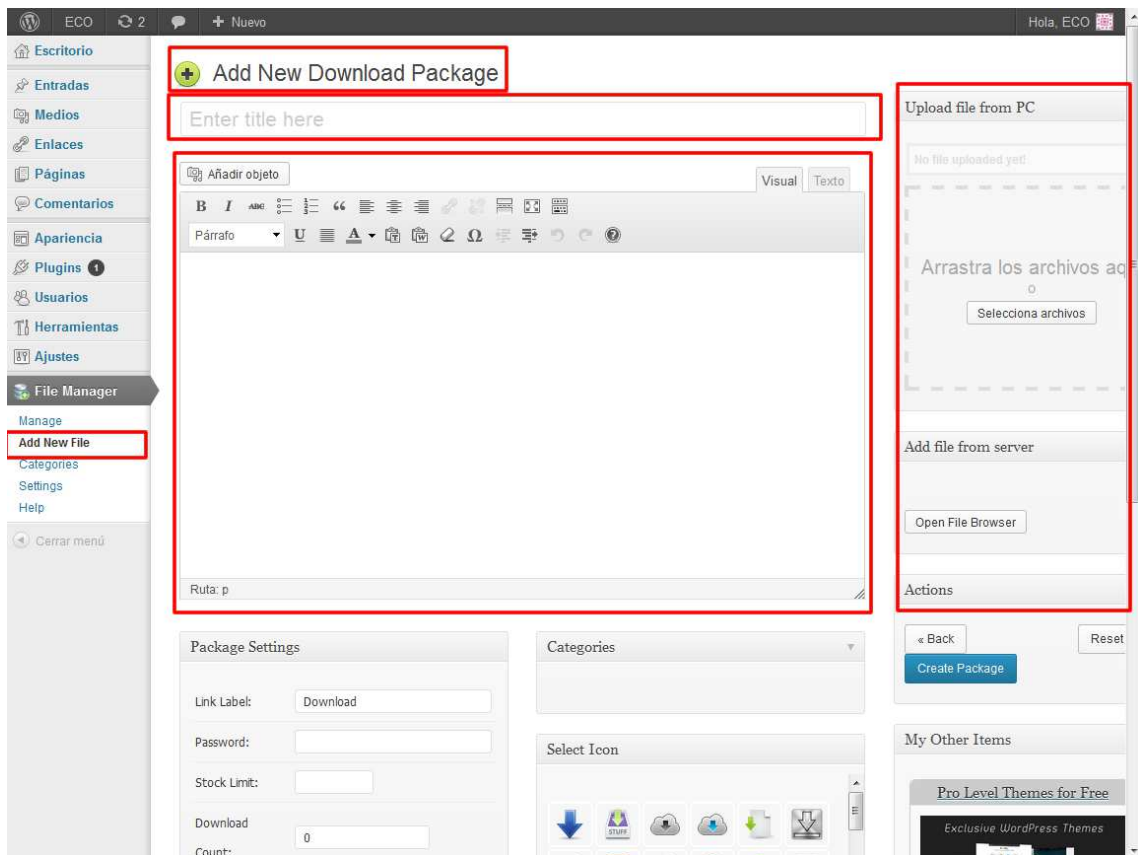 ECO 2 Nuevo
Hola, ECO
Escritorio
Entradas
Medios
Enlaces
Páginas
Comentarios
Apariencia
Plugins 1
Usuarios
Herramientas
Ajustes
File Manager
Manage
Add New File
Categories
Settings
Help
Cerrar menú
Add New Download Package
Enter title here
Añadir objeto
Visual Texto
B I ABC
Párrafo U A Ω
Ruta: p
Package Settings
Link Label: Download
Password:
Stock Limit:
Download
Count: 0
Categories
Select Icon
STUFF
Upload file from PC
No file uploaded yet!
Arrastra los archivos aq
o
Selecciona archivos
Add file from server
Open File Browser
Actions
« Back Reset
Create Package
My Other Items
Pro Level Themes for Free
Exclusive WordPress Themes